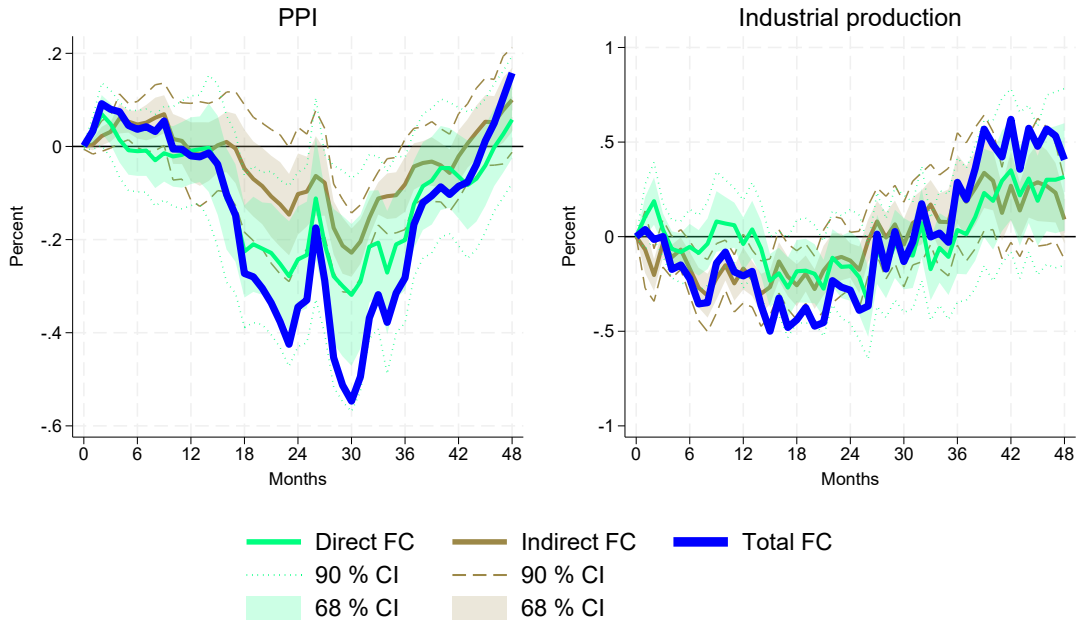 PPI
Industrial production
.2
0
-.2
-.4
-.6
Percent
0 6 12 18 24 30 36 42 48
Months
1
.5
0
-.5
-1
Percent
0 6 12 18 24 30 36 42 48
Months
Direct FC Indirect FC Total FC
90 % CI 90 % CI
68 % CI 68 % CI